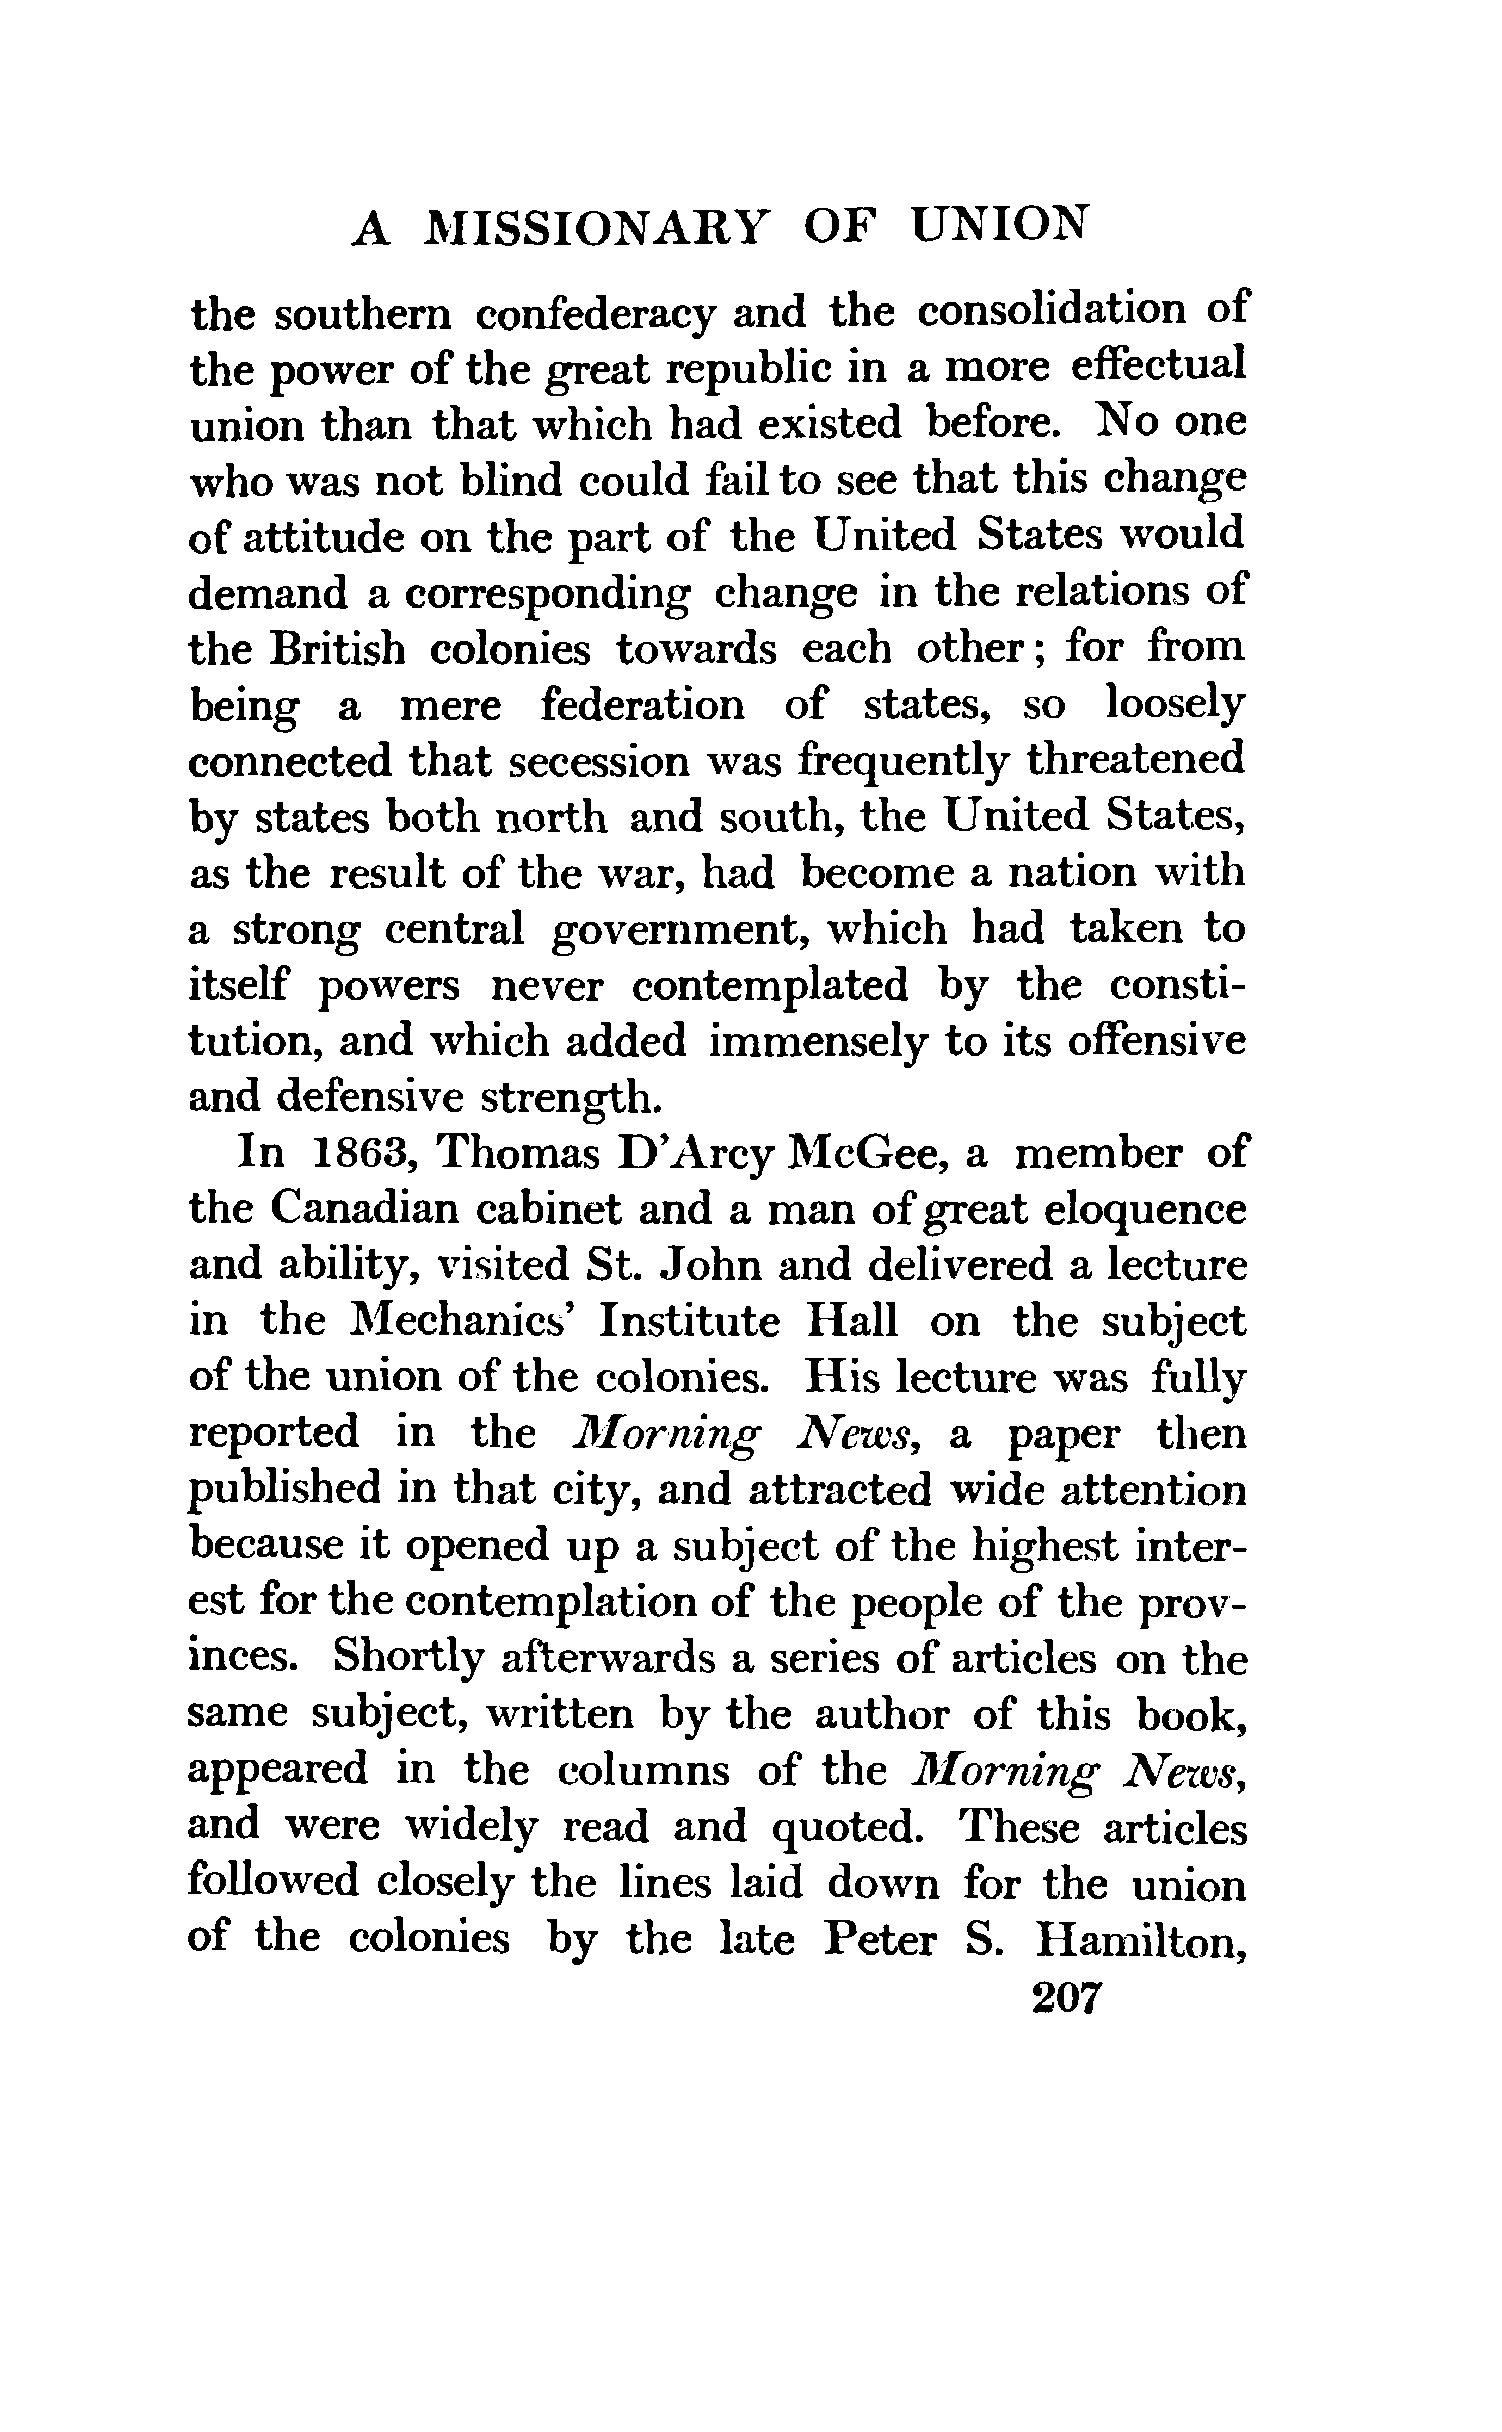 A MISSIONARY OF UNION
the southern confederacy and the consolidation of
the power of the great republic in a more effectual
union than that which had existed before. No one
who was not blind could fail to see that this change
of attitude on the part of the United States would
demand a corresponding change in the relations of
the British colonies towards each other; for from
being a mere federation of states, so loosely
connected that secession was frequently threatened
by states both north and south, the United States,
as the result of the war, had become a nation with
a strong central government, which had taken to
itself powers never contemplated by the consti-
tution, and which added immensely to its offensive
and defensive strength.
In 1863, Thomas D'Arcy McGee, a member of
the Canadian cabinet and a man of great eloquence
and ability, visited St. John and delivered a lecture
in the Mechanics' Institute Hall on the subject
of the union of the colonies. His lecture was fully
reported in the Morning News, a paper then
published in that city, and attracted wide attention
because it opened up a subject of the highest inter-
est for the contemplation of the people of the prov-
inces. Shortly afterwards a series of articles on the
same subject, written by the author of this book,
appeared in the columns of the Morning News,
and were widely read and quoted. These articles
followed closely the lines laid down for the union
of the colonies by the late Peter S. Hamilton,
207